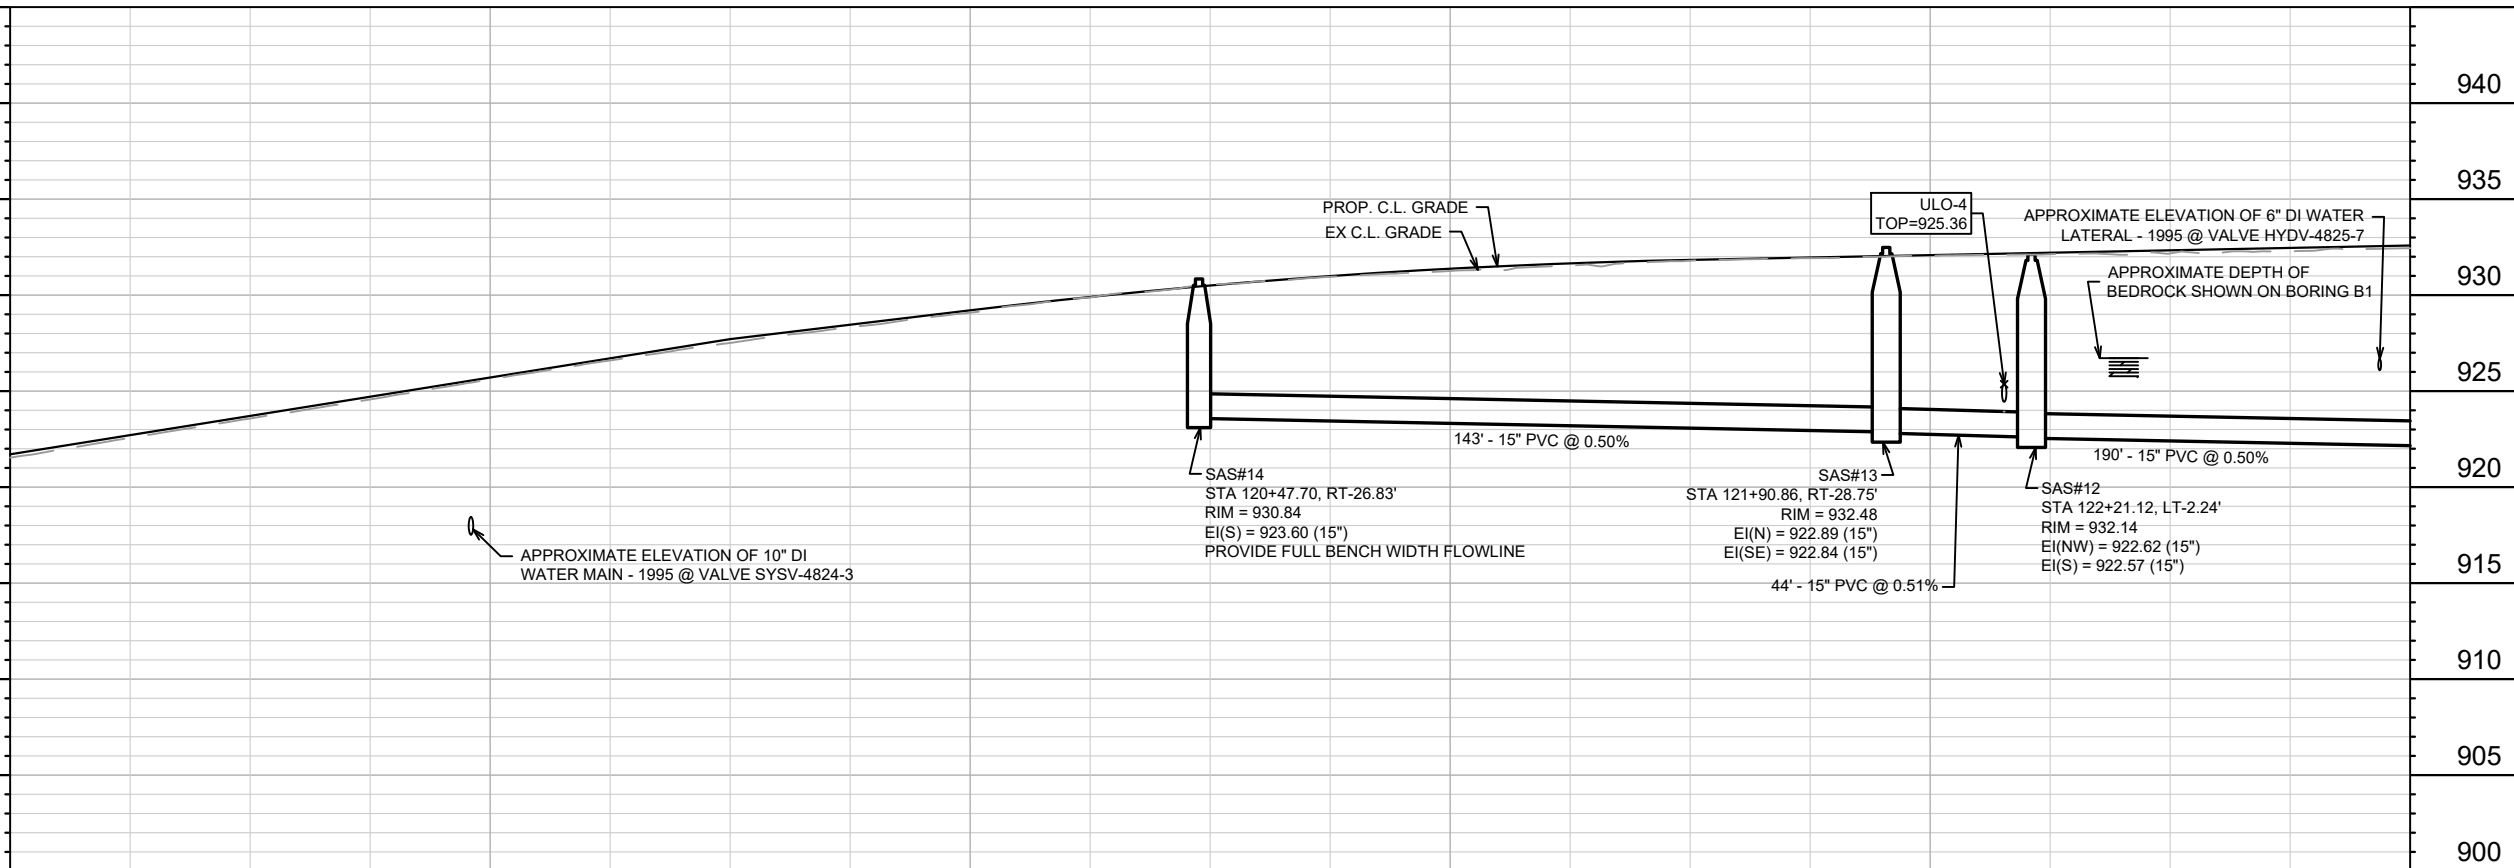 940
935
930
925
920
915
910
905
900
PROP. C.L. GRADE
EX C.L. GRADE
ULO-4
TOP=925.36
APPROXIMATE ELEVATION OF 6" DI WATER
LATERAL - 1995 @ VALVE HYDV-4825-7
APPROXIMATE DEPTH OF
BEDROCK SHOWN ON BORING B1
143' - 15" PVC @ 0.50%
190' - 15" PVC @ 0.50%
SAS#14
STA 120+47.70, RT-26.83'
RIM = 930.84
EI(S) = 923.60 (15")
PROVIDE FULL BENCH WIDTH FLOWLINE
SAS#13
STA 121+90.86, RT-28.75'
RIM = 932.48
EI(N) = 922.89 (15")
EI(SE) = 922.84 (15")
44' - 15" PVC @ 0.51%
SAS#12
STA 122+21.12, LT-2.24'
RIM = 932.14
EI(NW) = 922.62 (15")
EI(S) = 922.57 (15")
APPROXIMATE ELEVATION OF 10" DI
WATER MAIN - 1995 @ VALVE SYSV-4824-3